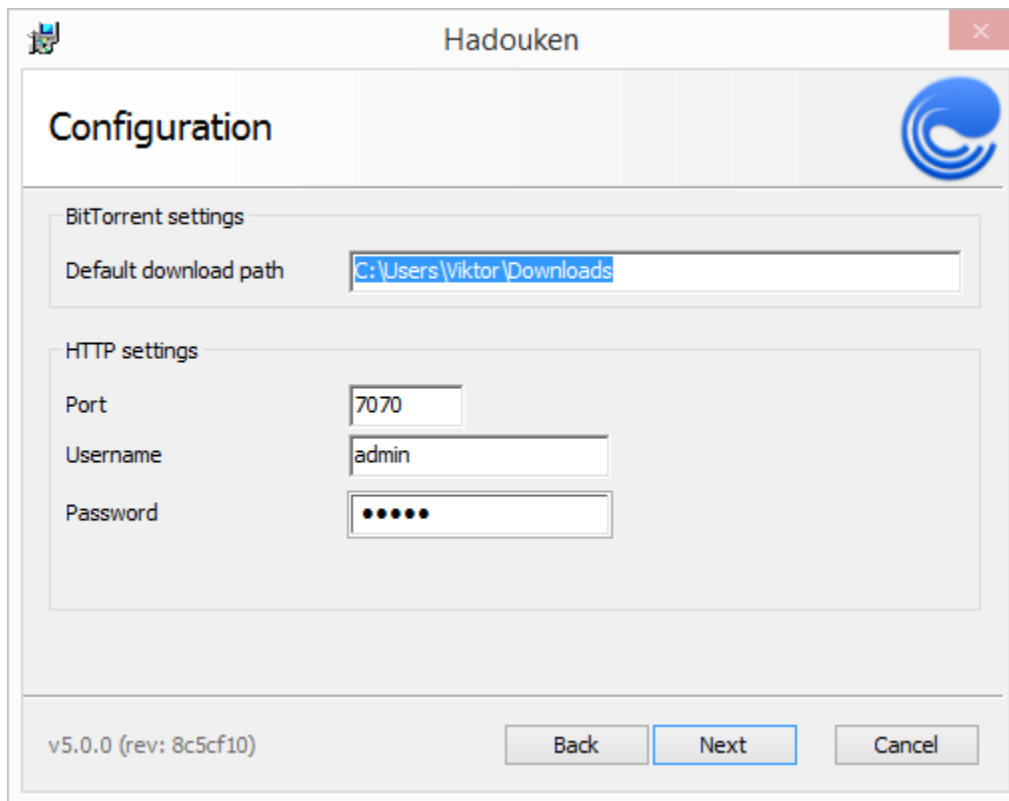 Hadouken
Configuration
BitTorrent settings
Default download path C:\Users\Viktor\Downloads
HTTP settings
Port 7070
Username admin
Password •••••
v5.0.0 (rev: 8c5cf10) Back Next Cancel